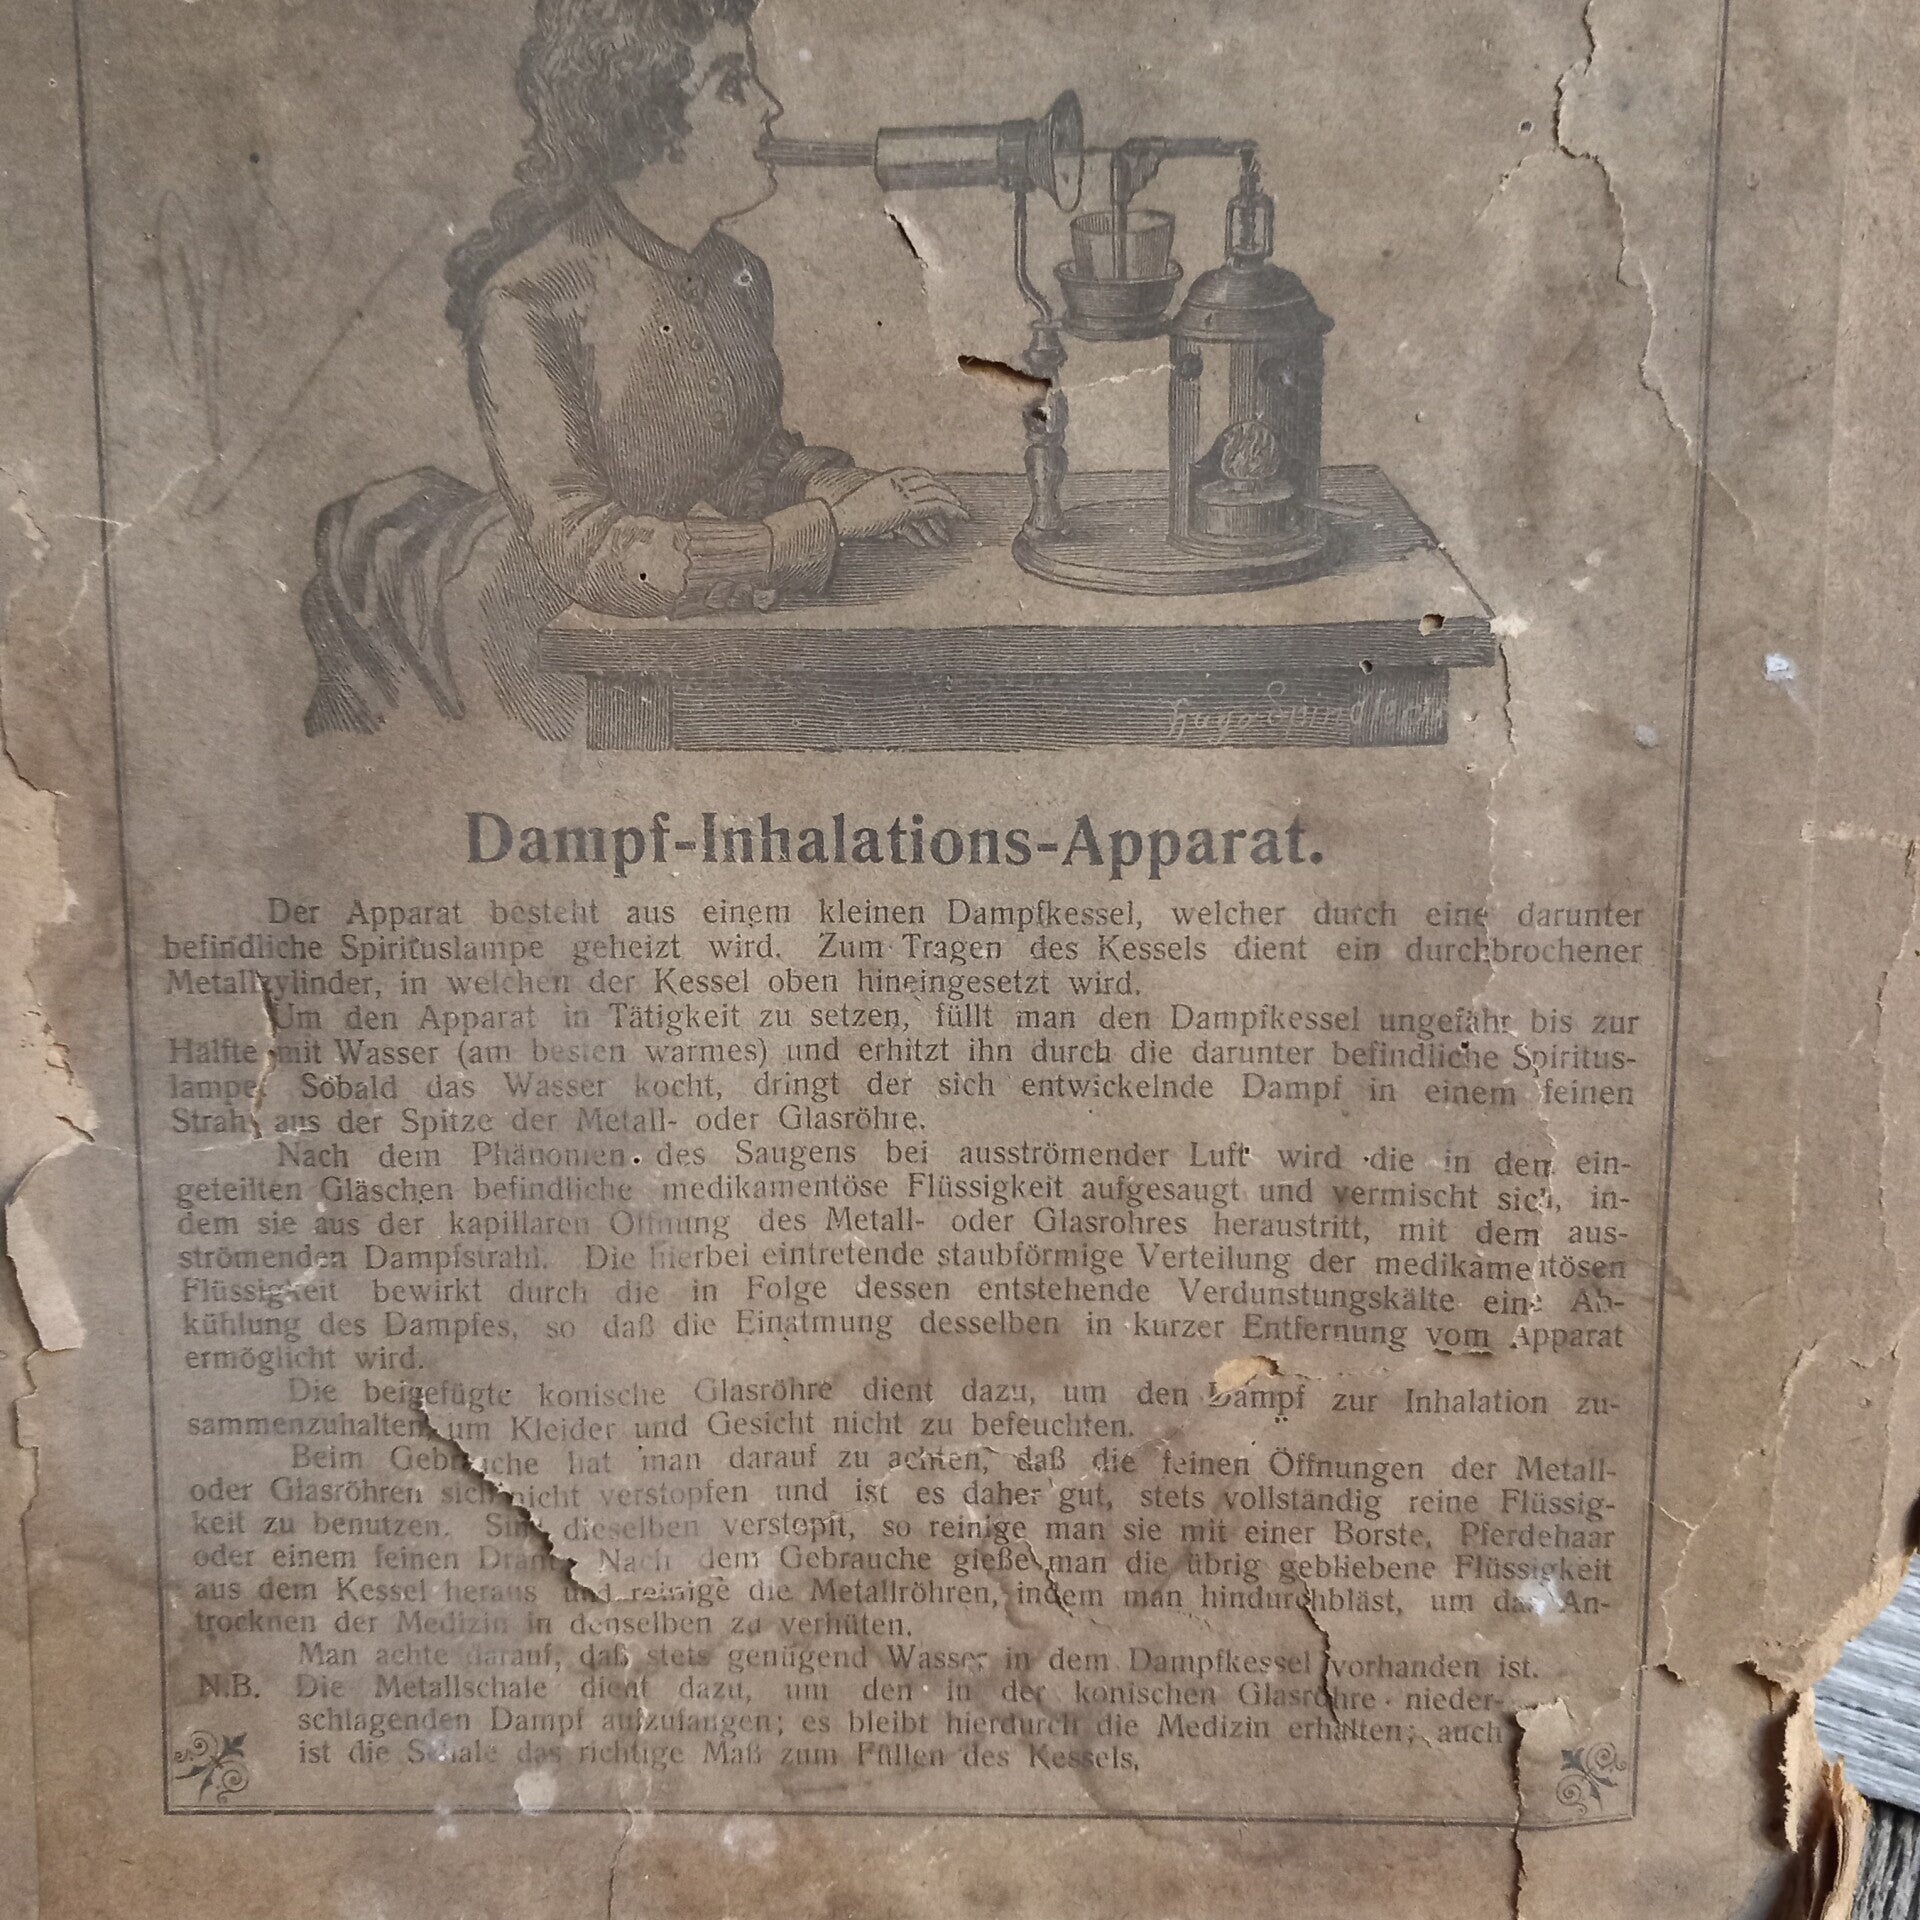 Hugo Spindler
Dampf-Inhalations-Apparat.
Der Apparat besteht aus einem kleinen Dampfkessel, welcher durch eine darunter
befindliche Spirituslampe geheizt wird. Zum Tragen des Kessels dient ein durchbrochener
Metallzylinder, in welchen der Kessel oben hineingesetzt wird.
Um den Apparat in Tätigkeit zu setzen, füllt man den Dampfkessel ungefähr bis zur
Hälfte mit Wasser (am besten warmes) und erhitzt ihn durch die darunter befindliche Spiritus-
lampe. Sobald das Wasser kocht, dringt der sich entwickelnde Dampf in einem feinen
Strahl aus der Spitze der Metall- oder Glasröhre.
Nach dem Phänomen des Saugens bei ausströmender Luft wird die in dem ein-
geteilten Gläschen befindliche medikamentöse Flüssigkeit aufgesaugt und vermischt sich, in-
dem sie aus der kapillaren Öffnung des Metall- oder Glasrohres heraustritt, mit dem aus-
strömenden Dampfstrahl. Die hierbei eintretende staubförmige Verteilung der medikamentösen
Flüssigkeit bewirkt durch die in Folge dessen entstehende Verdunstungskälte eine Ab-
kühlung des Dampfes, so daß die Einatmung desselben in kurzer Entfernung vom Apparat
ermöglicht wird.
Die beigefügte konische Glasröhre dient dazu, um den Dampf zur Inhalation zu-
sammenzuhalten, um Kleider und Gesicht nicht zu befeuchten.
Beim Gebrauche hat man darauf zu achten, daß die feinen Öffnungen der Metall-
oder Glasröhren sich nicht verstopfen und ist es daher gut, stets vollständig reine Flüssig-
keit zu benutzen. Sind dieselben verstopft, so reinige man sie mit einer Borste, Pferdehaar
oder einem feinen Draht. Nach dem Gebrauche gieße man die übrig gebliebene Flüssigkeit
aus dem Kessel heraus und reinige die Metallröhren, indem man hindurchbläst, um das An-
trocknen der Medizin in denselben zu verhüten.
Man achte darauf, daß stets genügend Wasser in dem Dampfkessel vorhanden ist.
N.B. Die Metallschale dient dazu, um den in der konischen Glasröhre nieder-
schlagenden Dampf aufzufangen; es bleibt hierdurch die Medizin erhalten; auch
ist die Schale das richtige Maß zum Füllen des Kessels.